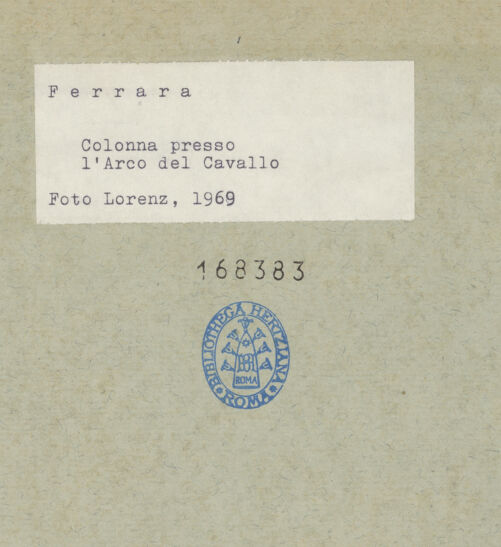 Ferrara
Colonna presso
l'Arco del Cavallo
Foto Lorenz, 1969
168383
BIBLIOTHECA HERTZIANA
ROMA
ROMA